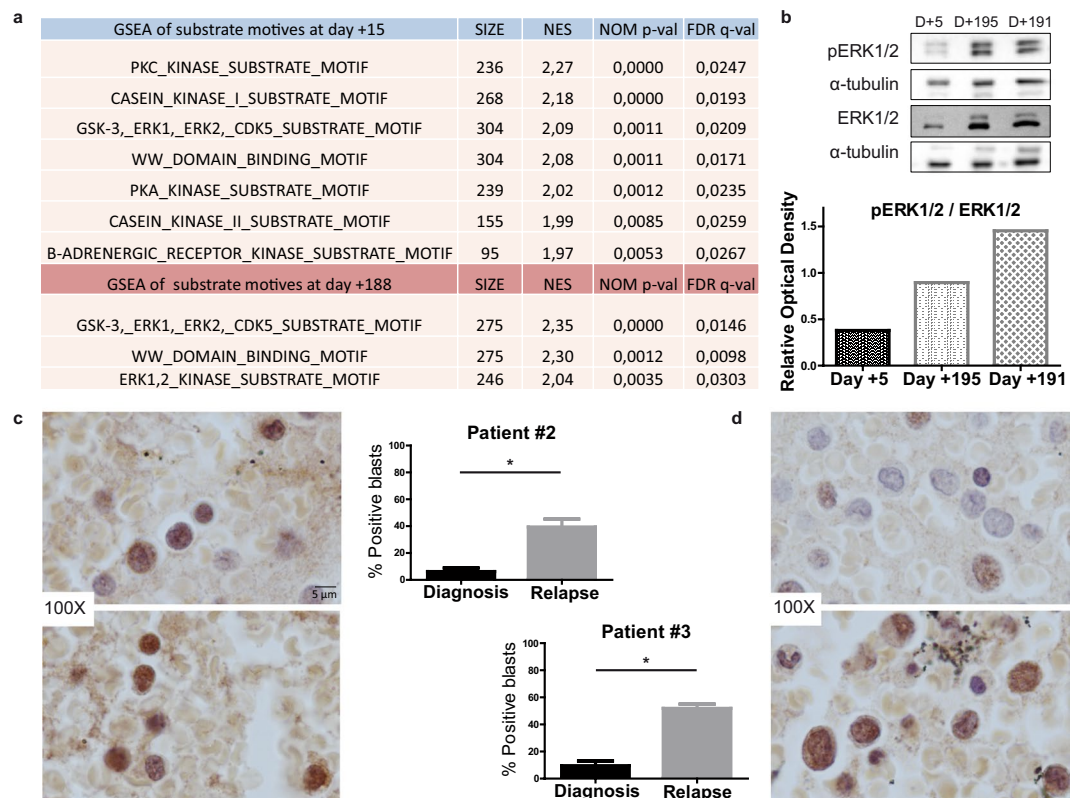 a
GSEA of substrate motives at day +15 SIZE NES NOM p-val FDR q-val
PKC_KINASE_SUBSTRATE_MOTIF 236 2,27 0,0000 0,0247
CASEIN_KINASE_I_SUBSTRATE_MOTIF 268 2,18 0,0000 0,0193
GSK-3,_ERK1,_ERK2,_CDK5_SUBSTRATE_MOTIF 304 2,09 0,0011 0,0209
WW_DOMAIN_BINDING_MOTIF 304 2,08 0,0011 0,0171
PKA_KINASE_SUBSTRATE_MOTIF 239 2,02 0,0012 0,0235
CASEIN_KINASE_II_SUBSTRATE_MOTIF 155 1,99 0,0085 0,0259
B-ADRENERGIC_RECEPTOR_KINASE_SUBSTRATE_MOTIF 95 1,97 0,0053 0,0267
GSEA of substrate motives at day +188 SIZE NES NOM p-val FDR q-val
GSK-3,_ERK1,_ERK2,_CDK5_SUBSTRATE_MOTIF 275 2,35 0,0000 0,0146
WW_DOMAIN_BINDING_MOTIF 275 2,30 0,0012 0,0098
ERK1,2_KINASE_SUBSTRATE_MOTIF 246 2,04 0,0035 0,0303
b
D+5 D+195 D+191
pERK1/2
α-tubulin
ERK1/2
α-tubulin
pERK1/2 / ERK1/2
Relative Optical Density
1.5
1.0
0.5
0.0
Day +5 Day +195 Day +191
c
5 µm
100X
Patient #2
% Positive blasts
100
80
60
40
20
0
*
Diagnosis Relapse
Patient #3
% Positive blasts
100
80
60
40
20
0
*
Diagnosis Relapse
d
100X